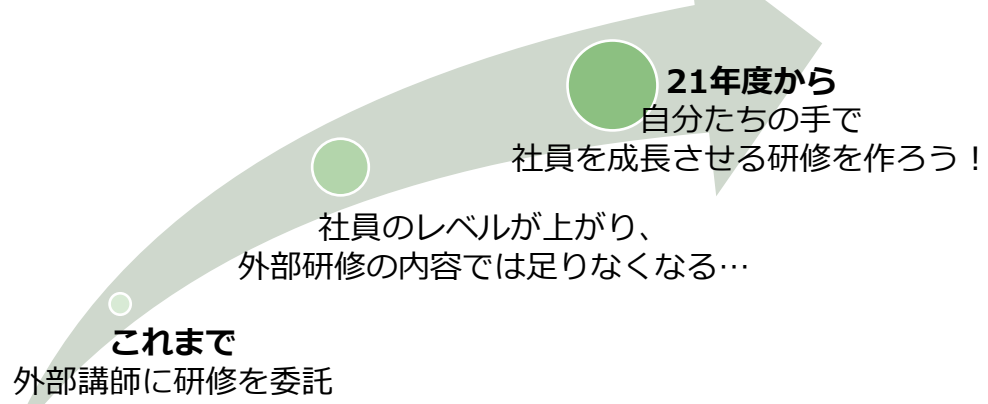 21年度から
自分たちの手で
社員を成長させる研修を作ろう！
社員のレベルが上がり、
外部研修の内容では足りなくなる…
これまで
外部講師に研修を委託